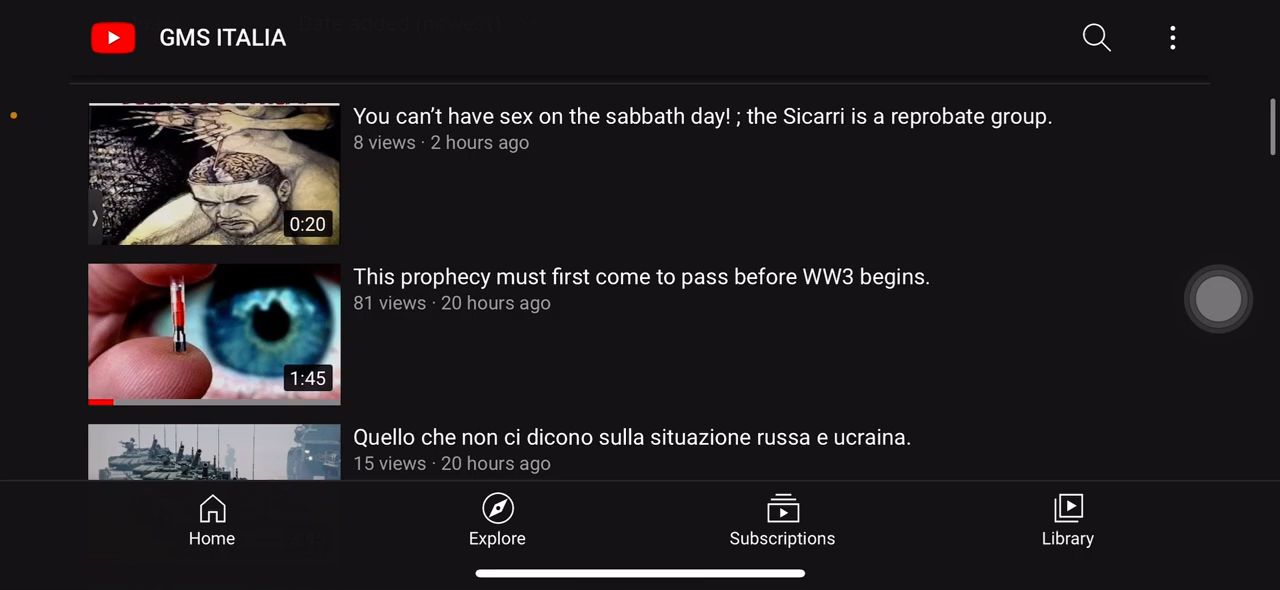 Date added (newest)
GMS ITALIA
You can’t have sex on the sabbath day! ; the Sicarri is a reprobate group.
8 views · 2 hours ago
0:20
This prophecy must first come to pass before WW3 begins.
81 views · 20 hours ago
1:45
Quello che non ci dicono sulla situazione russa e ucraina.
15 views · 20 hours ago
Home
Explore
Subscriptions
Library